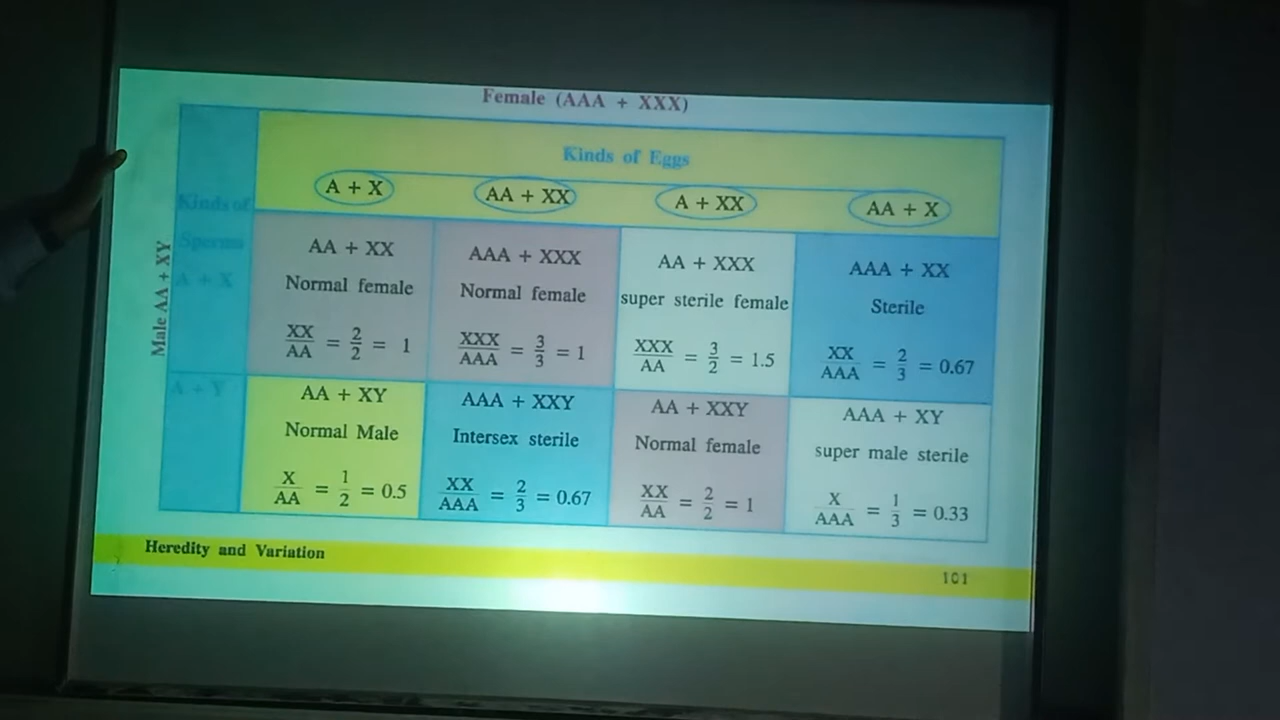 Female (AAA + XXX)
Kinds of Eggs
Male AA + XY
Kinds of
Sperms
A + X
AA + XX
A + XX
AA + X
A + X
AA + XX
Normal female
XX/AA = 2/2 = 1
AAA + XXX
Normal female
XXX/AAA = 3/3 = 1
AA + XXX
super sterile female
XXX/AA = 3/2 = 1.5
AAA + XX
Sterile
XX/AAA = 2/3 = 0.67
A + Y
AA + XY
Normal Male
X/AA = 1/2 = 0.5
AAA + XXY
Intersex sterile
XX/AAA = 2/3 = 0.67
AA + XXY
Normal female
XX/AA = 2/2 = 1
AAA + XY
super male sterile
X/AAA = 1/3 = 0.33
Heredity and Variation
101